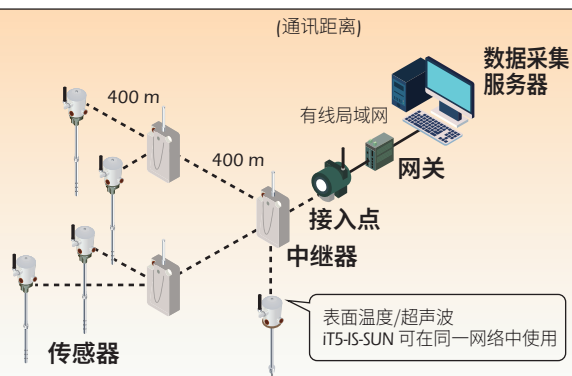 (通讯距离)
数据采集
服务器
400 m
有线局域网
400 m
网关
接入点
中继器
表面温度/超声波
iT5-IS-SUN 可在同一网络中使用
传感器